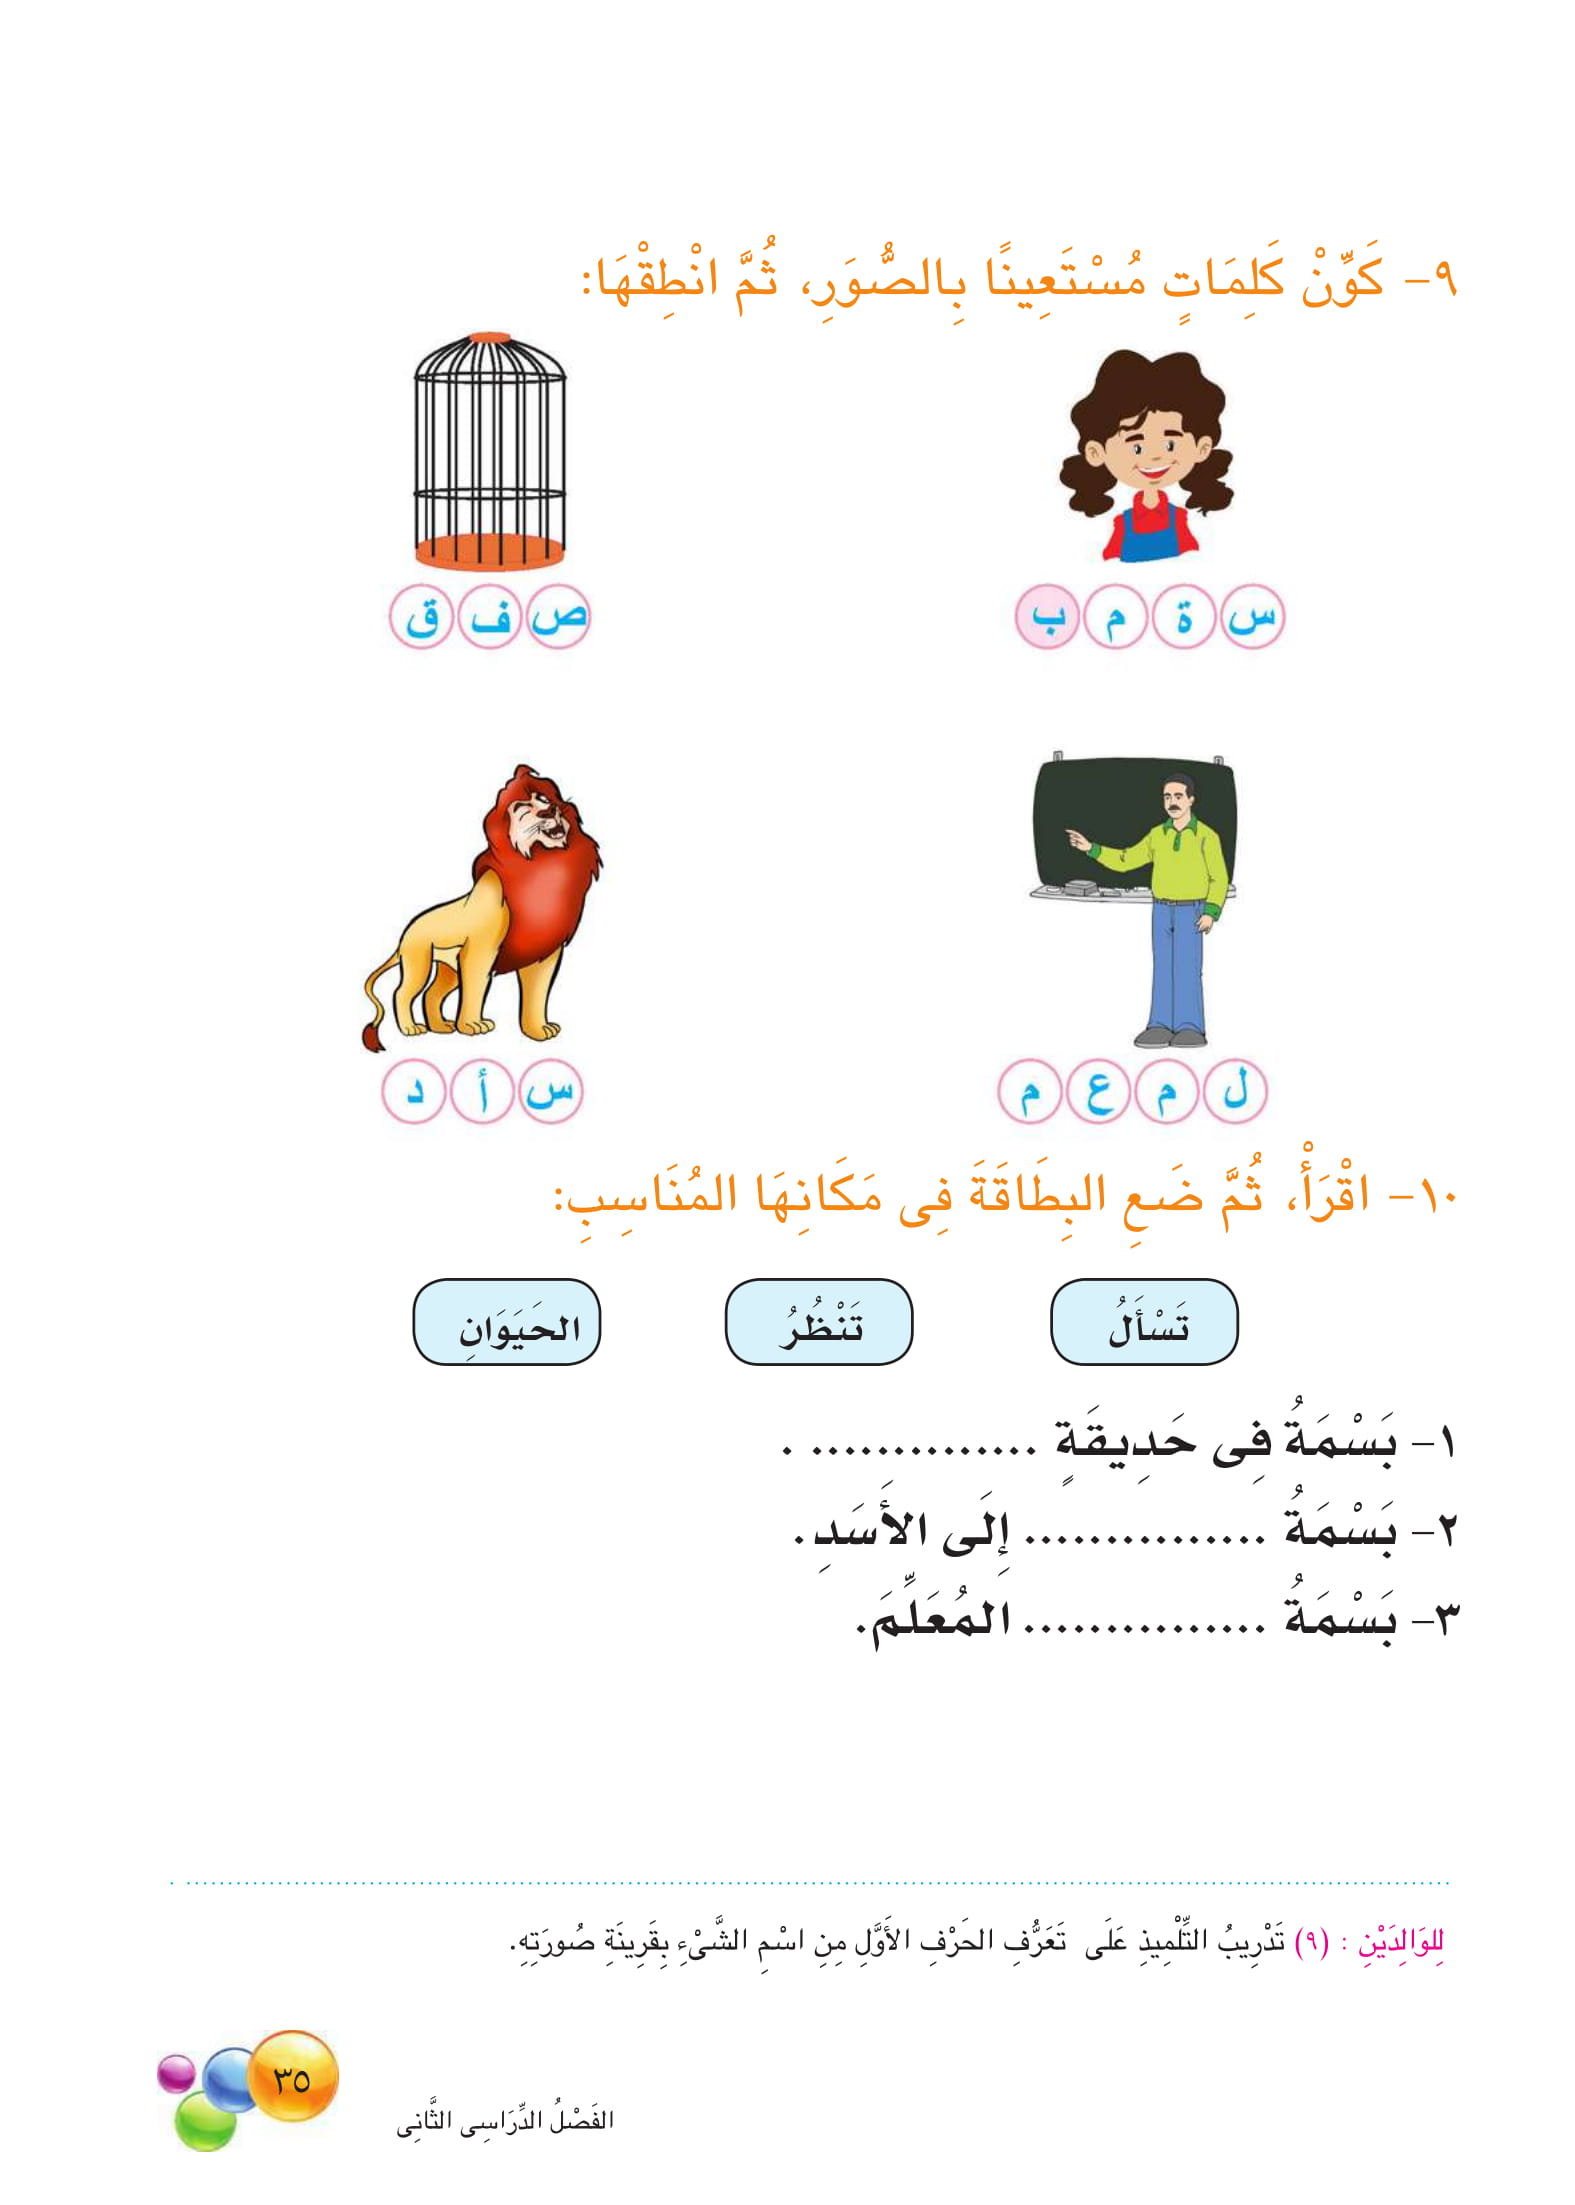 ٩- كَوِّنْ كَلِمَاتٍ مُسْتَعِينًا بِالصُّوَرِ، ثُمَّ انْطِقْهَا:
س ة م ب
ص ف ق
ل م ع م
س أ د
١٠- اقْرَأْ، ثُمَّ ضَعِ البِطَاقَةَ فِى مَكَانِهَا المُنَاسِبِ:
تَسْأَلُ تَنْظُرُ الحَيَوَانِ
١- بَسْمَةُ فِى حَدِيقَةٍ .............. .
٢- بَسْمَةُ ............... إِلَى الأَسَدِ.
٣- بَسْمَةُ ............... المُعَلِّمَ.
لِلوَالِدَيْنِ : (٩) تَدْرِيبُ التِّلْمِيذِ عَلَى تَعَرُّفِ الحَرْفِ الأَوَّلِ مِنِ اسْمِ الشَّىْءِ بِقَرِينَةِ صُورَتِهِ.
٣٥
الفَصْلُ الدِّرَاسِى الثَّانِى